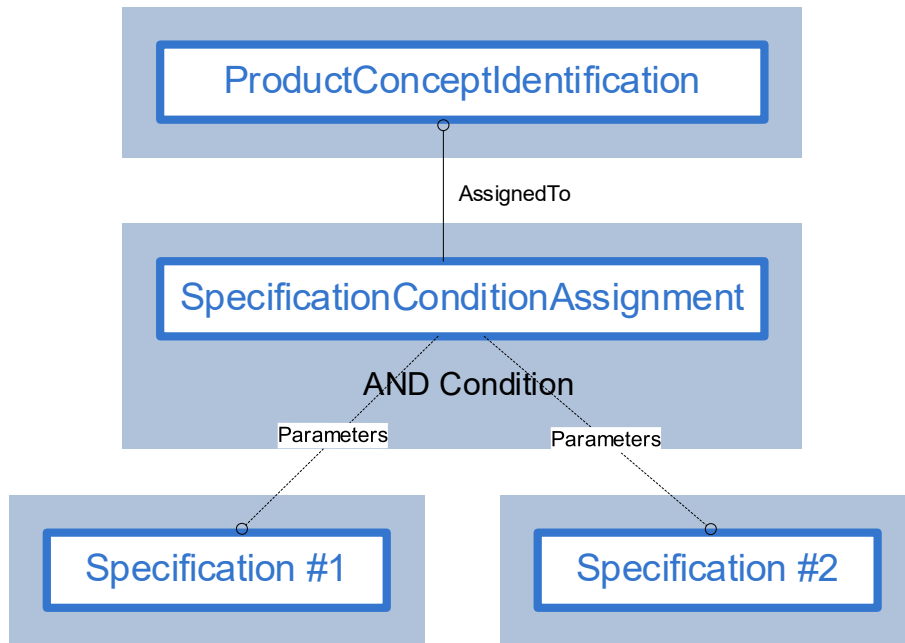 ProductConceptIdentification
AssignedTo
SpecificationConditionAssignment
AND Condition
Parameters
Parameters
Specification #1
Specification #2